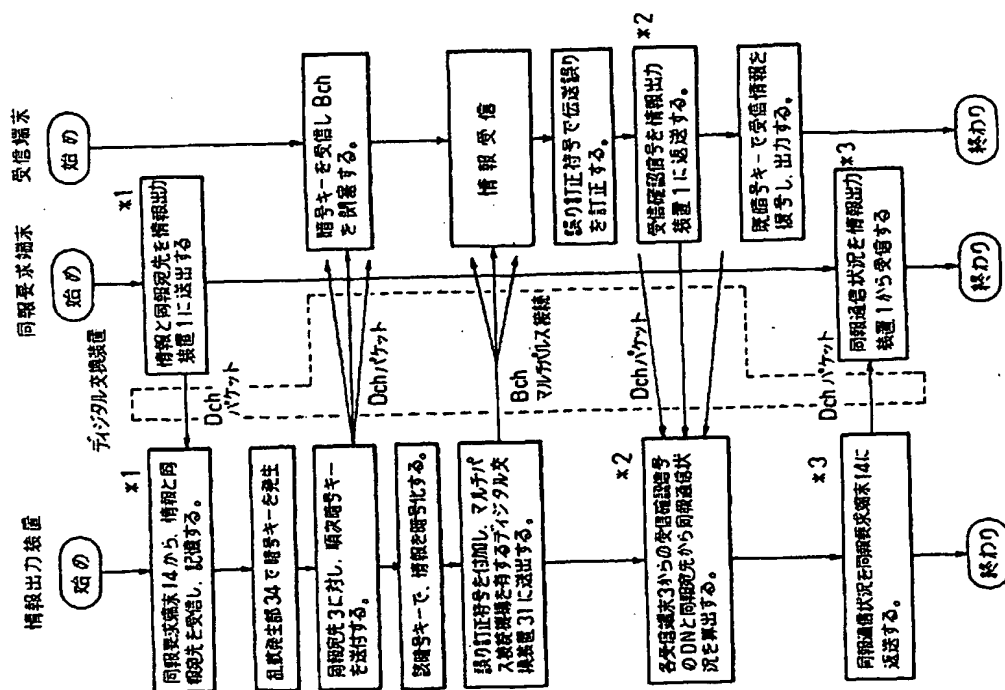 情報出力装置
始め
*1
同報要求端末14から、情報と同
報宛先を受信し、記憶する。
乱数発生部34で暗号キーを発生
同報宛先3に対し、順次暗号キー
を送付する。
該暗号キーで、情報を暗号化する。
誤り訂正符号を付加し、マルチパ
ス接続機構を有するディジタル交
換装置31に送出する。
*2
各受信端末3からの受信確認信号
のDNと同報宛先から同報通信状
況を算出する。
*3
同報通信状況を同報要求端末14に
返送する。
終わり
ディジタル交換装置
Dch
パケット
Dchパケット
Bch
マルチパルス接続
Dchパケット
Dchパケット
同報要求端末
始め
*1
情報と同報宛先を情報出力
装置1に送出する
同報通信状況を情報出力
装置1から受信する
*3
終わり
受信端末
始め
暗号キーを受信しBch
を閉塞する。
情報受信
誤り訂正符号で伝送誤り
を訂正する。
*2
受信確認信号を情報出力
装置1に返送する。
既暗号キーで受信情報を
復号し、出力する。
終わり